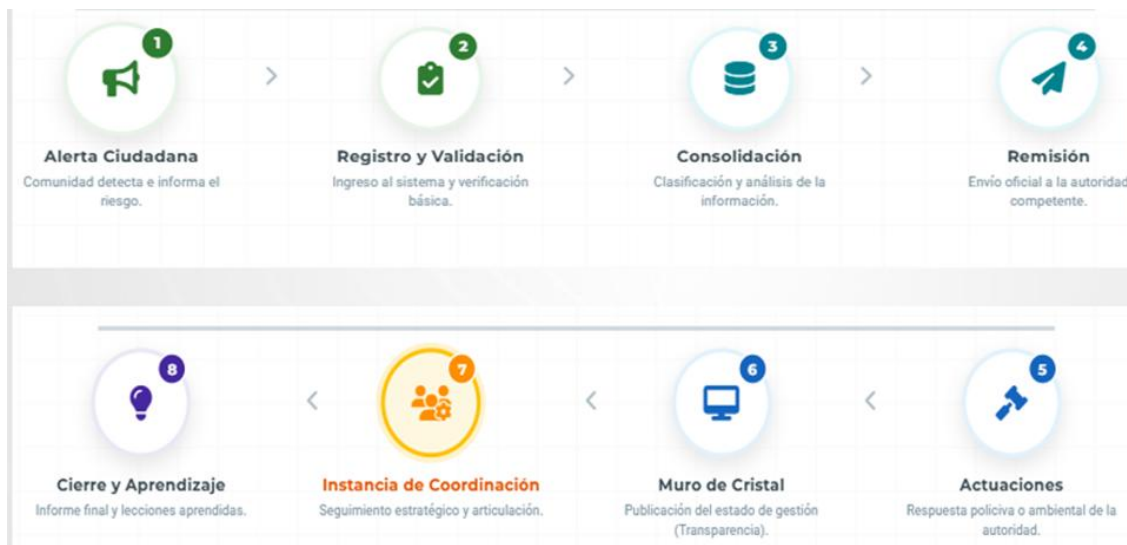 1
2
3
4
Alerta Ciudadana
Registro y Validación
Consolidación
Remisión
Comunidad detecta e informa el
riesgo.
Ingreso al sistema y verificación
básica.
Clasificación y análisis de la
información.
Envío oficial a la autoridad
competente.
8
7
6
5
Cierre y Aprendizaje
Instancia de Coordinación
Muro de Cristal
Actuaciones
Informe final y lecciones aprendidas.
Seguimiento estratégico y articulación.
Publicación del estado de gestión
(Transparencia).
Respuesta policiva o ambiental de la
autoridad.